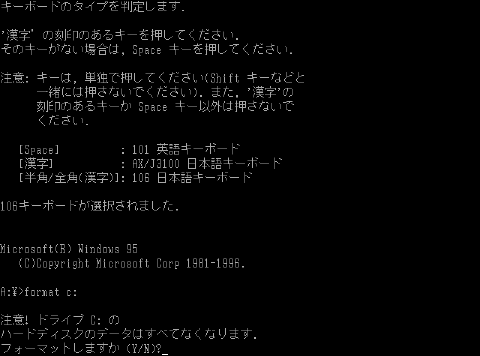 キーボードのタイプを判定します.
'漢字' の刻印のあるキーを押してください.
そのキーがない場合は, Space キーを押してください.
注意: キーは, 単独で押してください(Shift キーなどと
一緒には押さないでください). また, '漢字'の
刻印のあるキーか Space キー以外は押さないで
ください.
[Space] : 101 英語キーボード
[漢字] : AX/J3100 日本語キーボード
[半角/全角(漢字)]: 106 日本語キーボード
106キーボードが選択されました.
Microsoft(R) Windows 95
(C)Copyright Microsoft Corp 1981-1996.
A:¥>format c:
注意! ドライブ C: の
ハードディスクのデータはすべてなくなります.
フォーマットしますか (Y/N)?_